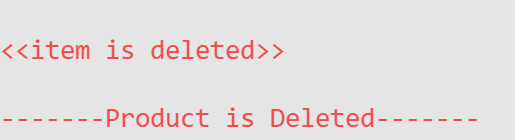 <<item is deleted>>
-------Product is Deleted-------